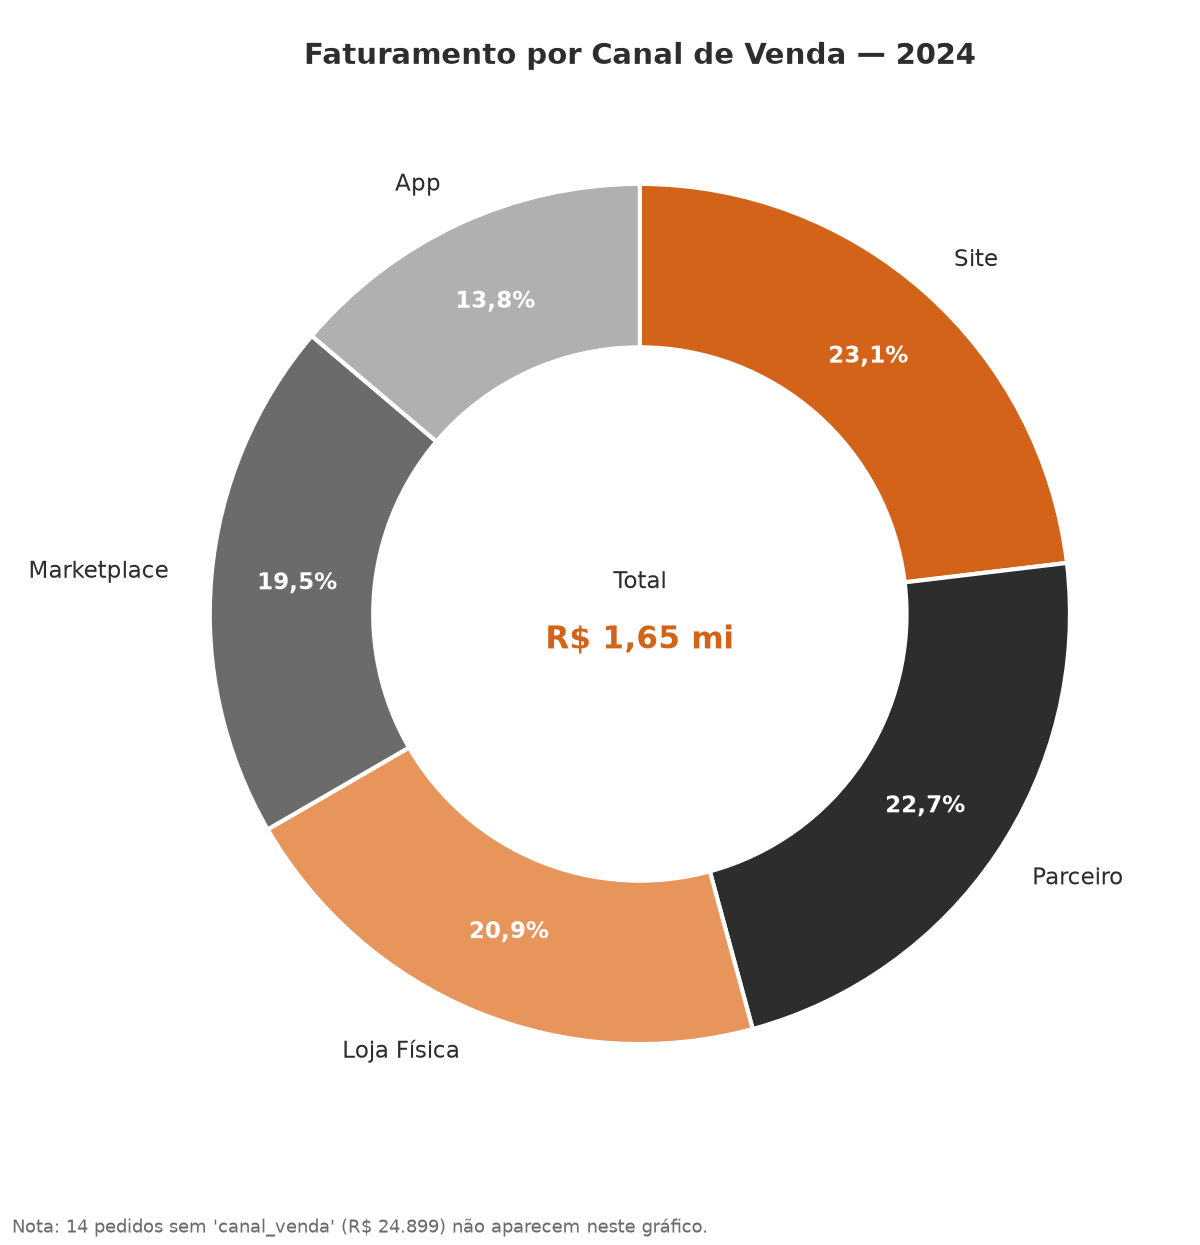 Faturamento por Canal de Venda — 2024
App
Site
13,8%
23,1%
Marketplace
19,5%
Total
R$ 1,65 mi
22,7%
Parceiro
20,9%
Loja Física
Nota: 14 pedidos sem 'canal_venda' (R$ 24.899) não aparecem neste gráfico.